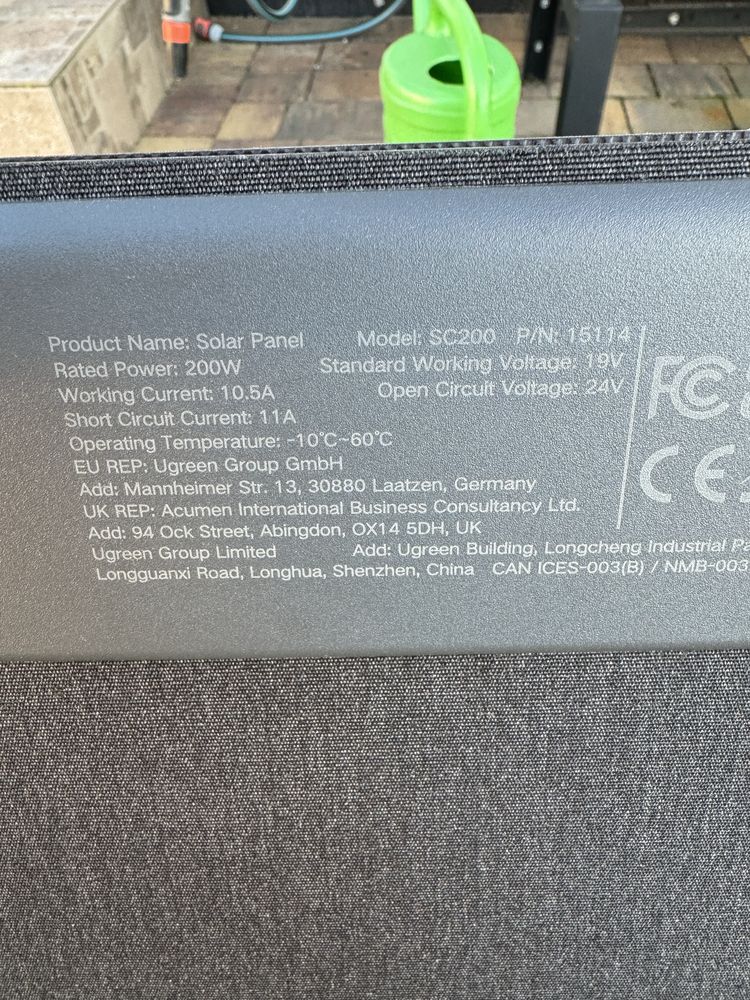 Product Name: Solar Panel Model: SC200 P/N: 15114
Rated Power: 200W Standard Working Voltage: 19V
Working Current: 10.5A Open Circuit Voltage: 24V
Short Circuit Current: 11A
Operating Temperature: -10°C~60°C
EU REP: Ugreen Group GmbH
Add: Mannheimer Str. 13, 30880 Laatzen, Germany
UK REP: Acumen International Business Consultancy Ltd.
Add: 94 Ock Street, Abingdon, OX14 5DH, UK
Ugreen Group Limited Add: Ugreen Building, Longcheng Industrial
Longguanxi Road, Longhua, Shenzhen, China CAN ICES-003(B) / NMB-003
FC
CE